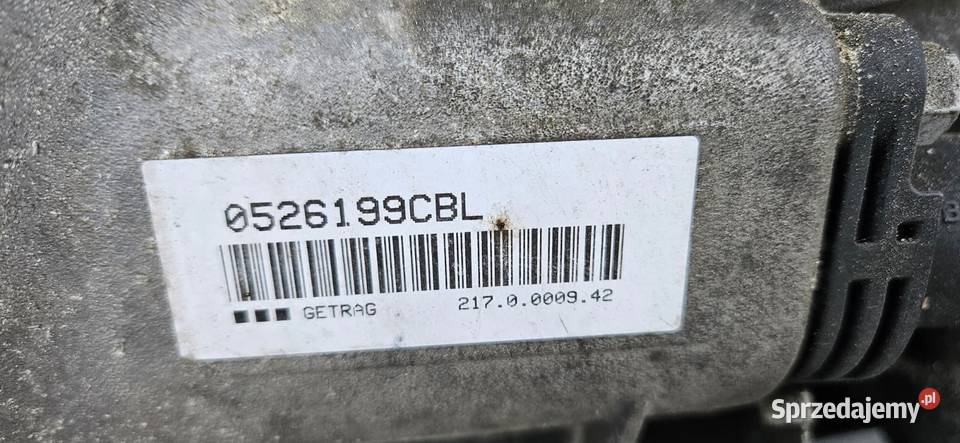 0526199CBL
GETRAG 217.0.0009.42
B
Sprzedajemy.pl